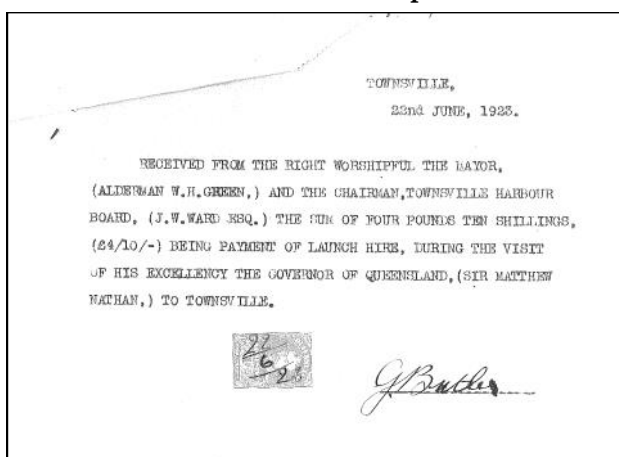 TOWNSVILLE,
22nd JUNE, 1923.
RECEIVED FROM THE RIGHT WORSHIPFUL THE MAYOR,
(ALDERMAN W.H.GREEN,) AND THE CHAIRMAN,TOWNSVILLE HARBOUR
BOARD, (J.W.WARD ESQ.) THE SUM OF FOUR POUNDS TEN SHILLINGS,
(£4/10/-) BEING PAYMENT OF LAUNCH HIRE, DURING THE VISIT
OF HIS EXCELLENCY THE GOVERNOR OF QUEENSLAND,(SIR MATTHEW
NATHAN,) TO TOWNSVILLE.
22
6
23
G Butler